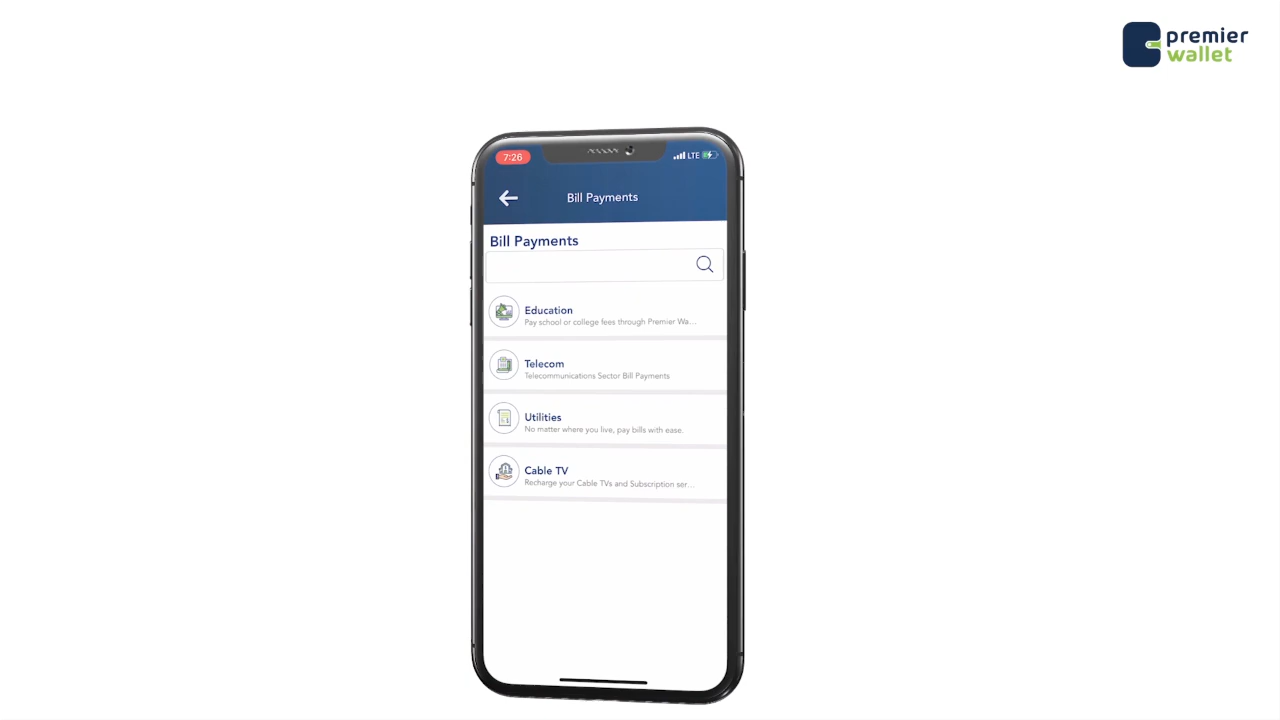 premier
wallet
7:26
LTE
Bill Payments
Bill Payments
Education
Pay school or college fees through Premier Wa...
Telecom
Telecommunications Sector Bill Payments
Utilities
No matter where you live, pay bills with ease.
Cable TV
Recharge your Cable TVs and Subscription ser...